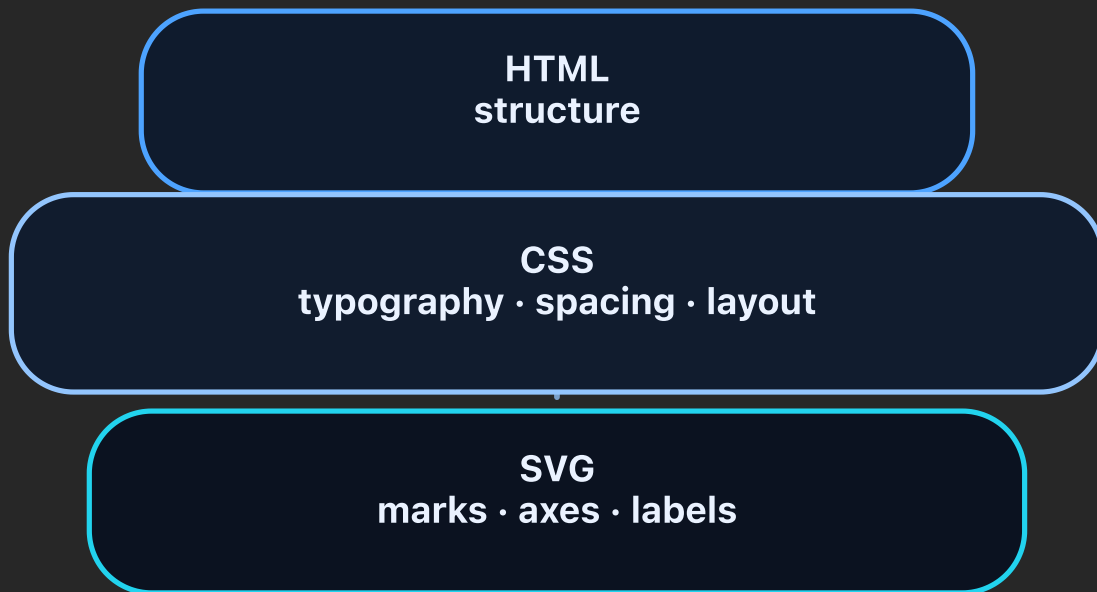 HTML
structure
CSS
typography · spacing · layout
SVG
marks · axes · labels